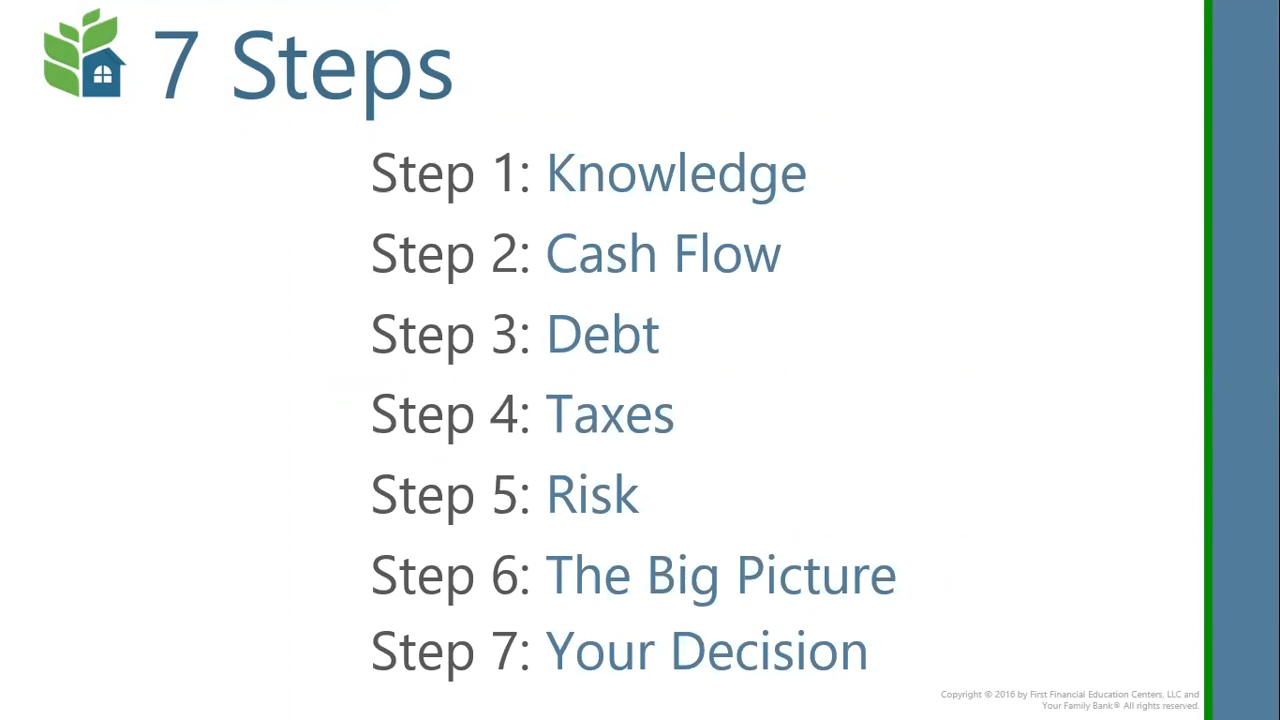 7 Steps
Step 1: Knowledge
Step 2: Cash Flow
Step 3: Debt
Step 4: Taxes
Step 5: Risk
Step 6: The Big Picture
Step 7: Your Decision
Copyright © 2016 by First Financial Education Centers, LLC and
Your Family Bank® All rights reserved.